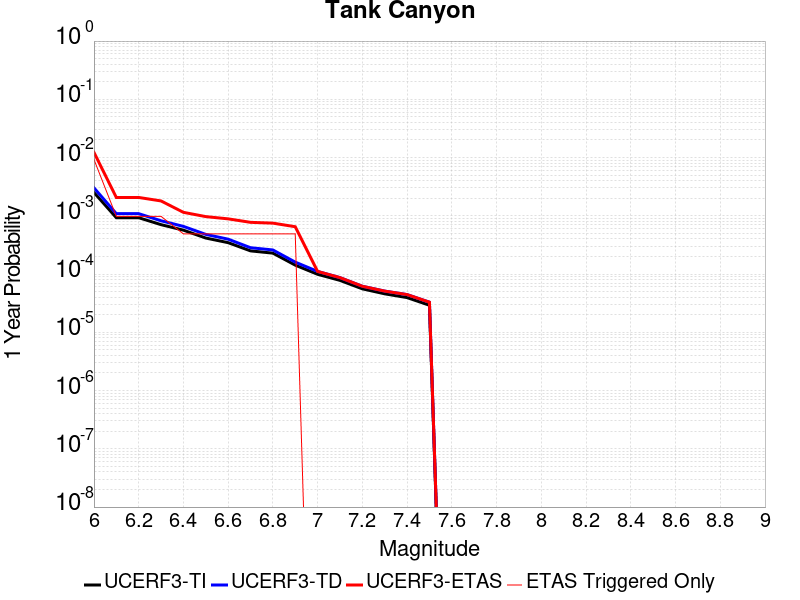 Tank Canyon
10^0
10^-1
10^-2
10^-3
10^-4
10^-5
10^-6
10^-7
10^-8
1 Year Probability
6 6.2 6.4 6.6 6.8 7 7.2 7.4 7.6 7.8 8 8.2 8.4 8.6 8.8 9
Magnitude
UCERF3-TI UCERF3-TD UCERF3-ETAS ETAS Triggered Only